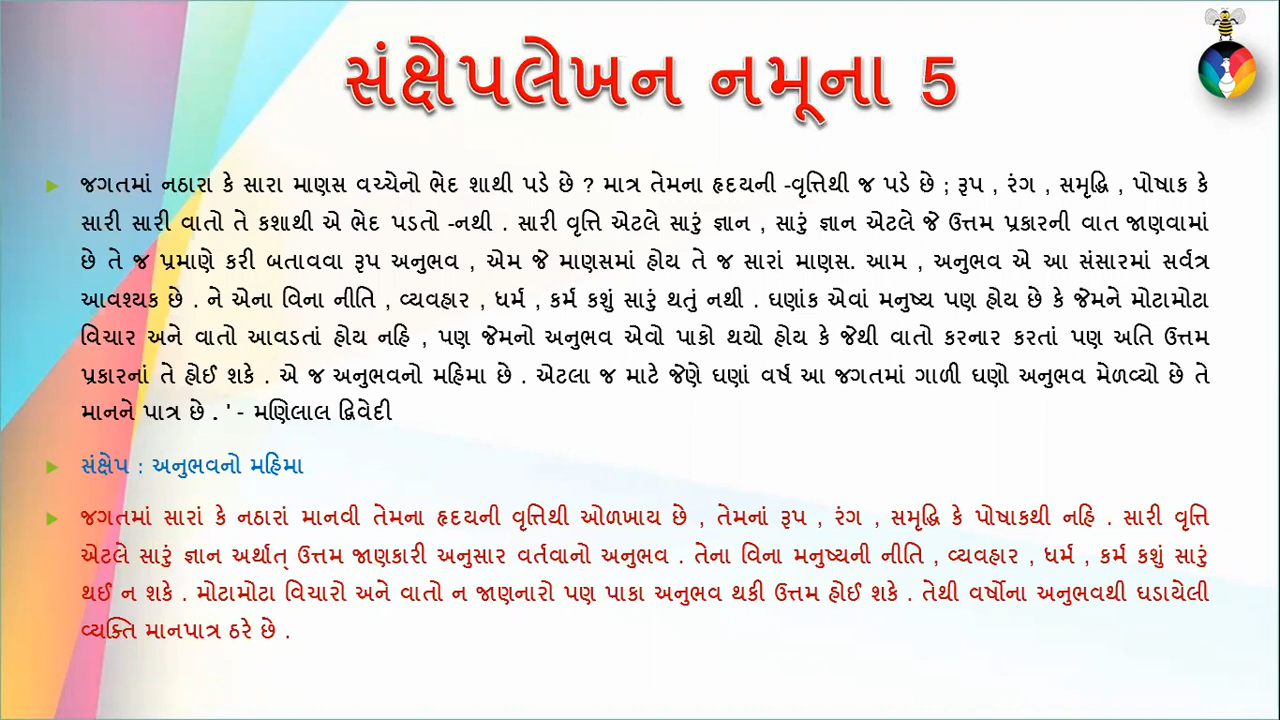 સંક્ષેપલેખન નમૂના 5
જગતમાં નઠારા કે સારા માણસ વચ્ચેનો ભેદ શાથી પડે છે ? માત્ર તેમના હૃદયની -વૃત્તિથી જ પડે છે ; રૂપ , રંગ , સમૃદ્ધિ , પોષાક કે
સારી સારી વાતો તે કશાથી એ ભેદ પડતો -નથી . સારી વૃત્તિ એટલે સારું જ્ઞાન , સારું જ્ઞાન એટલે જે ઉત્તમ પ્રકારની વાત જાણવામાં
છે તે જ પ્રમાણે કરી બતાવવા રૂપ અનુભવ , એમ જે માણસમાં હોય તે જ સારાં માણસ. આમ , અનુભવ એ આ સંસારમાં સર્વત્ર
આવશ્યક છે . ને એના વિના નીતિ , વ્યવહાર , ધર્મ , કર્મ કશું સારું થતું નથી . ઘણાંક એવાં મનુષ્ય પણ હોય છે કે જેમને મોટામોટા
વિચાર અને વાતો આવડતાં હોય નહિ , પણ જેમનો અનુભવ એવો પાકો થયો હોય કે જેથી વાતો કરનાર કરતાં પણ અતિ ઉત્તમ
પ્રકારનાં તે હોઈ શકે . એ જ અનુભવનો મહિમા છે . એટલા જ માટે જેણે ઘણાં વર્ષ આ જગતમાં ગાળી ઘણો અનુભવ મેળવ્યો છે તે
માનને પાત્ર છે . ' - મણિલાલ દ્વિવેદી
સંક્ષેપ : અનુભવનો મહિમા
જગતમાં સારાં કે નઠારાં માનવી તેમના હૃદયની વૃત્તિથી ઓળખાય છે , તેમનાં રૂપ , રંગ , સમૃદ્ધિ કે પોષાકથી નહિ . સારી વૃત્તિ
એટલે સારું જ્ઞાન અર્થાત્ ઉત્તમ જાણકારી અનુસાર વર્તવાનો અનુભવ . તેના વિના મનુષ્યની નીતિ , વ્યવહાર , ધર્મ , કર્મ કશું સારું
થઈ ન શકે . મોટામોટા વિચારો અને વાતો ન જાણનારો પણ પાકા અનુભવ થકી ઉત્તમ હોઈ શકે . તેથી વર્ષોના અનુભવથી ઘડાયેલી
વ્યક્તિ માનપાત્ર ઠરે છે .